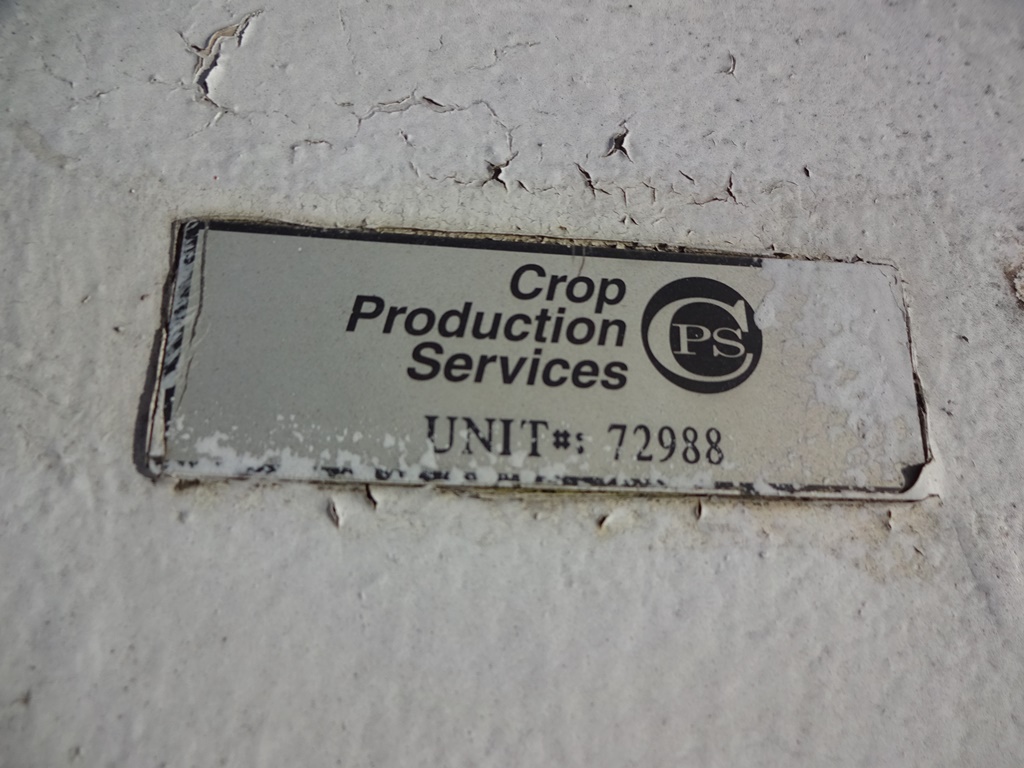 Crop
Production
Services
CPS
UNIT#: 72988